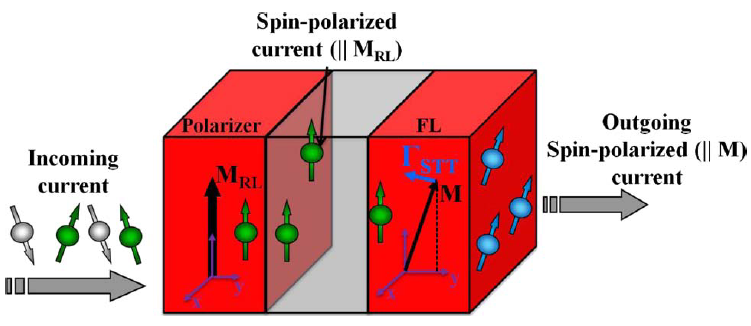 Spin-polarized
current (|| M_RL)
Polarizer
FL
Incoming
current
M_RL
Γ_STT
M
Outgoing
Spin-polarized (|| M)
current
x
y
x
y